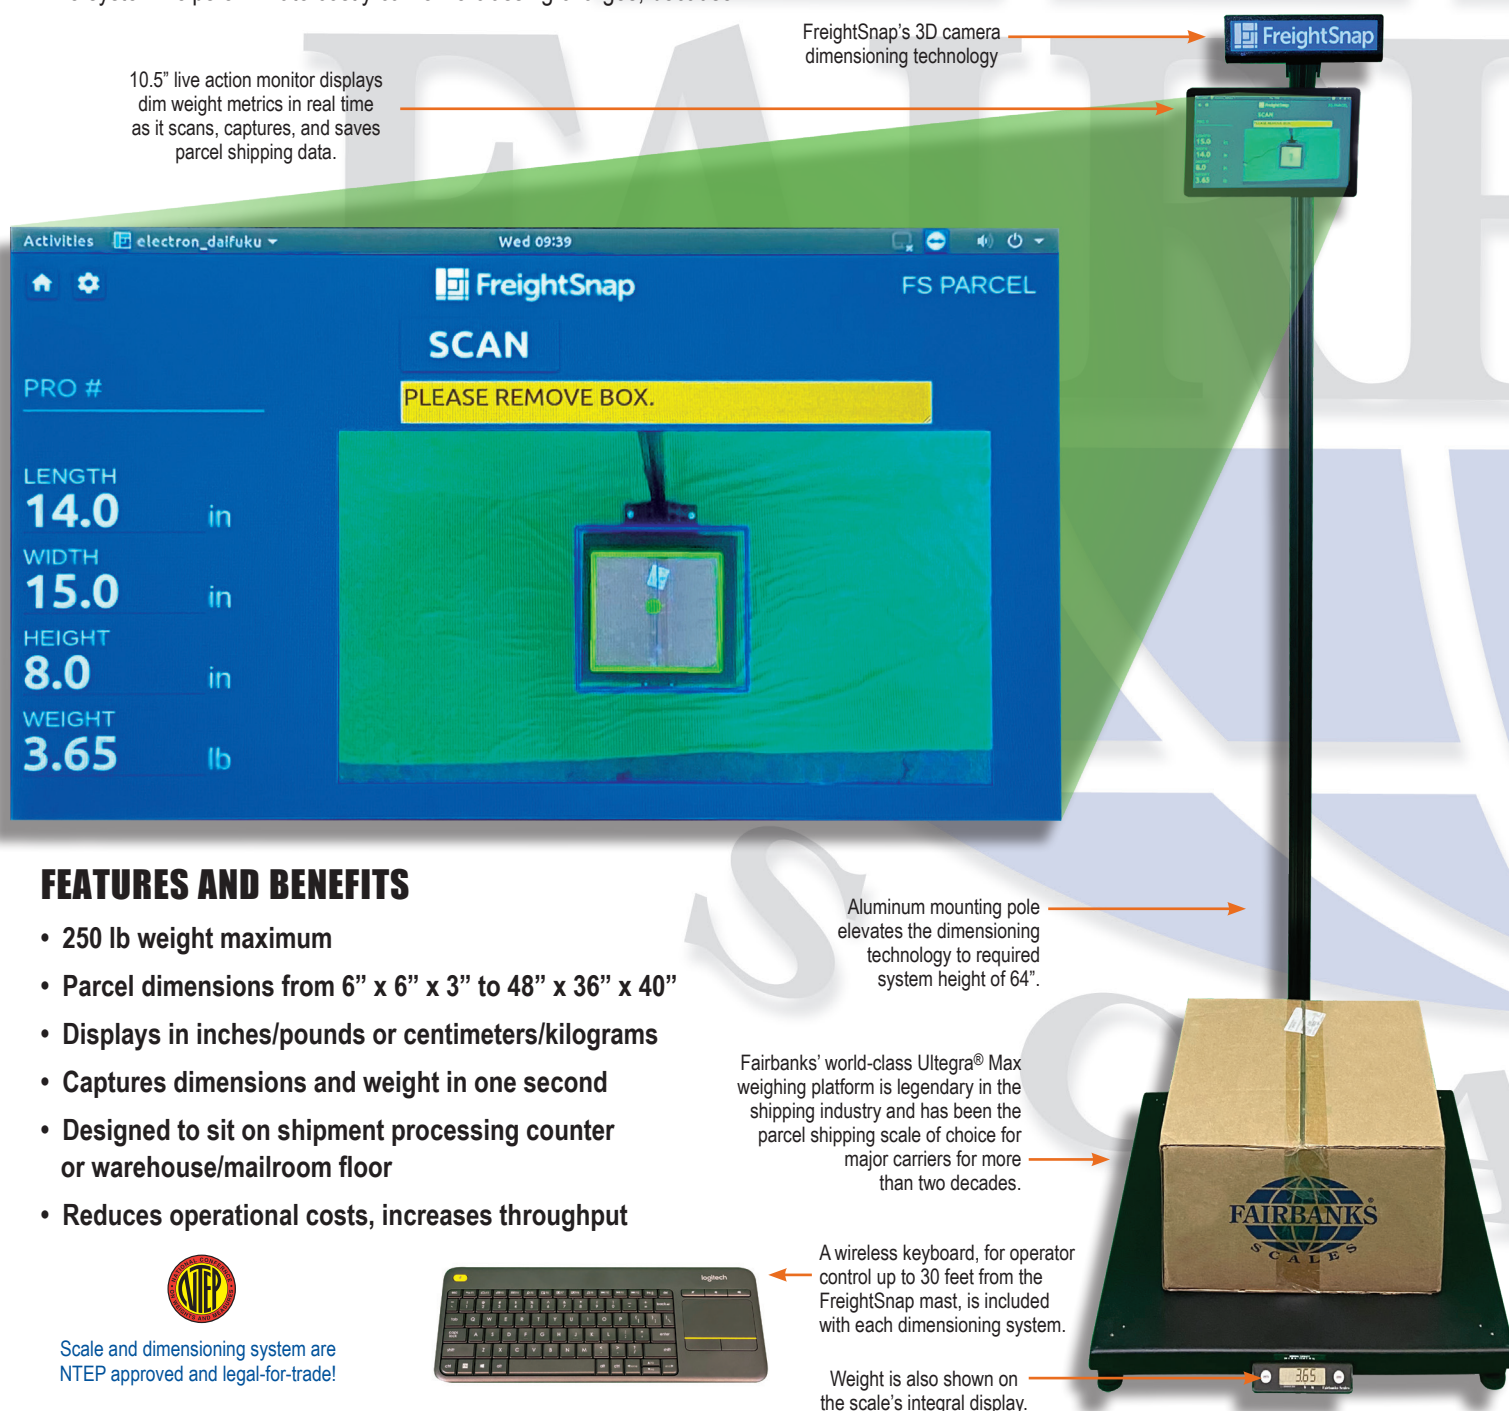 FreightSnap's 3D camera
dimensioning technology
FreightSnap
10.5" live action monitor displays
dim weight metrics in real time
as it scans, captures, and saves
parcel shipping data.
Activities electron_daifuku
Wed 09:39
FreightSnap
FS PARCEL
SCAN
PRO #
PLEASE REMOVE BOX.
LENGTH
14.0 in
WIDTH
15.0 in
HEIGHT
8.0 in
WEIGHT
3.65 lb
FEATURES AND BENEFITS
• 250 lb weight maximum
• Parcel dimensions from 6” x 6” x 3” to 48” x 36” x 40”
• Displays in inches/pounds or centimeters/kilograms
• Captures dimensions and weight in one second
• Designed to sit on shipment processing counter
or warehouse/mailroom floor
• Reduces operational costs, increases throughput
Aluminum mounting pole
elevates the dimensioning
technology to required
system height of 64”.
Fairbanks’ world-class Ultegra® Max
weighing platform is legendary in the
shipping industry and has been the
parcel shipping scale of choice for
major carriers for more
than two decades.
FAIRBANKS
SCALES
NATIONAL CONFERENCE
NTEP
ON WEIGHTS AND MEASURES
Scale and dimensioning system are
NTEP approved and legal-for-trade!
logitech
A wireless keyboard, for operator
control up to 30 feet from the
FreightSnap mast, is included
with each dimensioning system.
Weight is also shown on
the scale’s integral display.
3.65